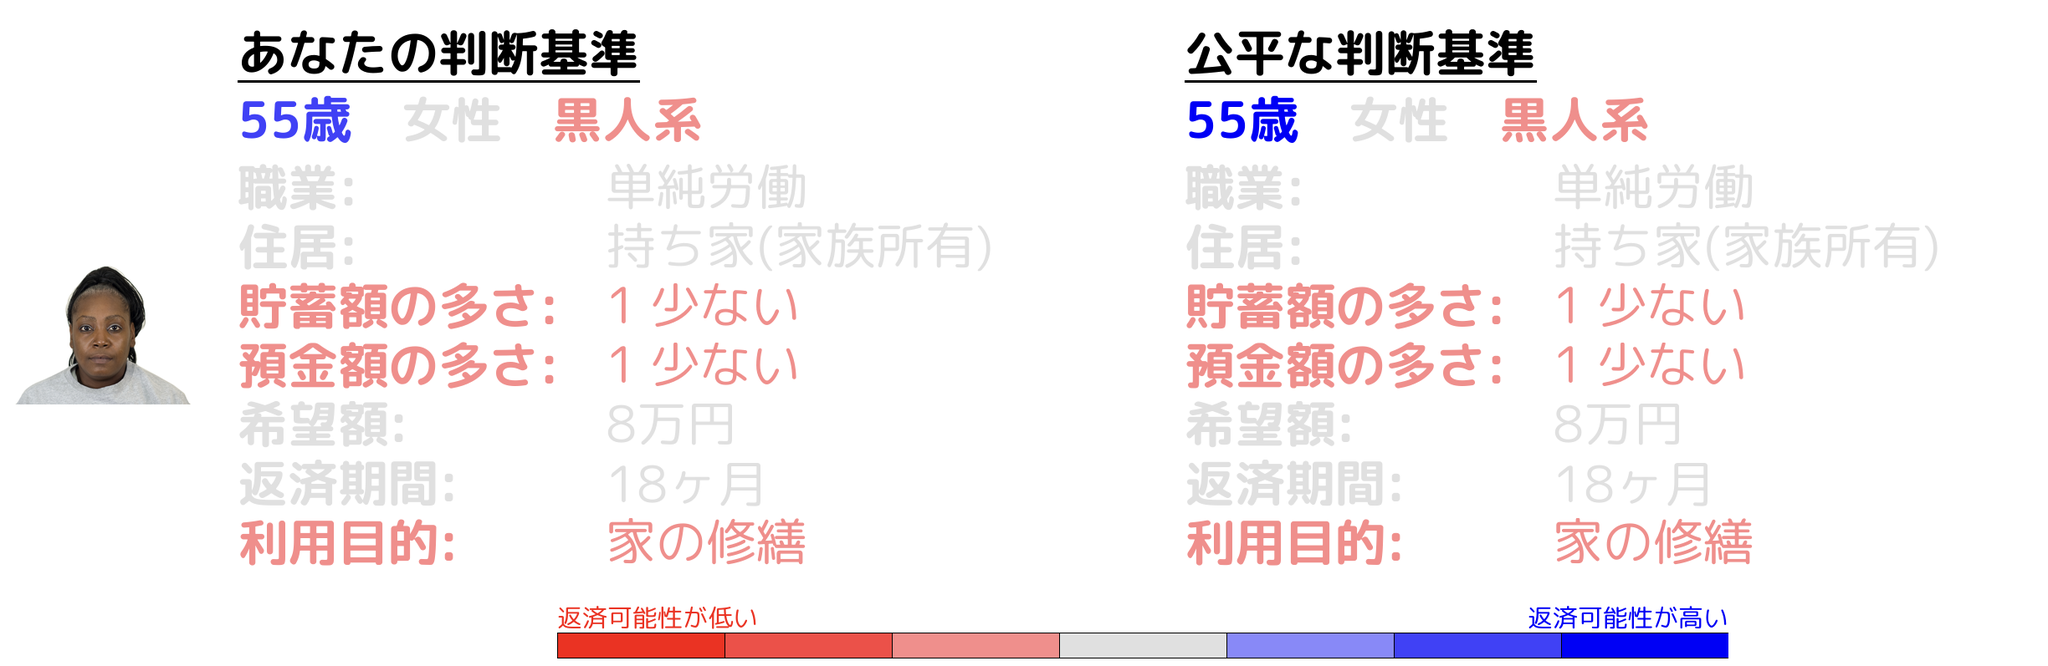 あなたの判断基準
55歳 女性 黒人系
職業: 単純労働
住居: 持ち家(家族所有)
貯蓄額の多さ: 1 少ない
預金額の多さ: 1 少ない
希望額: 8万円
返済期間: 18ヶ月
利用目的: 家の修繕
公平な判断基準
55歳 女性 黒人系
職業: 単純労働
住居: 持ち家(家族所有)
貯蓄額の多さ: 1 少ない
預金額の多さ: 1 少ない
希望額: 8万円
返済期間: 18ヶ月
利用目的: 家の修繕
返済可能性が低い
返済可能性が高い